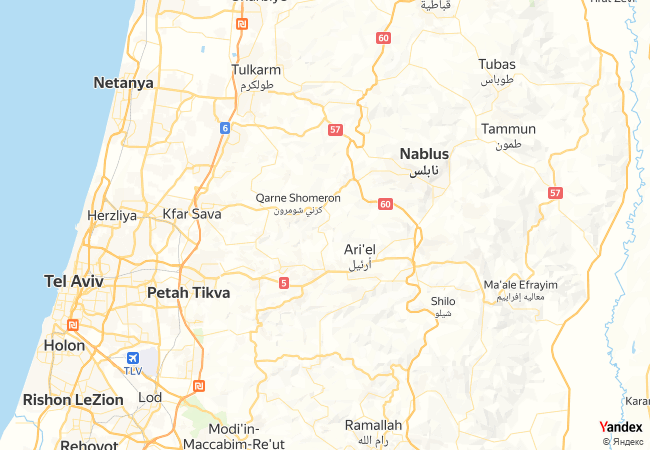 قباطية
60
Tubas
طوباس
Tulkarm
طولكرم
Netanya
6
57
Tammun
طمون
Nablus
نابلس
57
Qarne Shomeron
كرني شومرون
60
Herzliya
Kfar Sava
Ari'el
أرئيل
Tel Aviv
Petah Tikva
5
Ma'ale Efrayim
معاليه إفراييم
Shilo
شيلو
₪
Holon
TLV
₪
Rishon LeZion
Lod
Karan
Ramallah
رام الله
Modi'in-
Maccabim-Re'ut
Rehovot
Yandex
© Яндекс